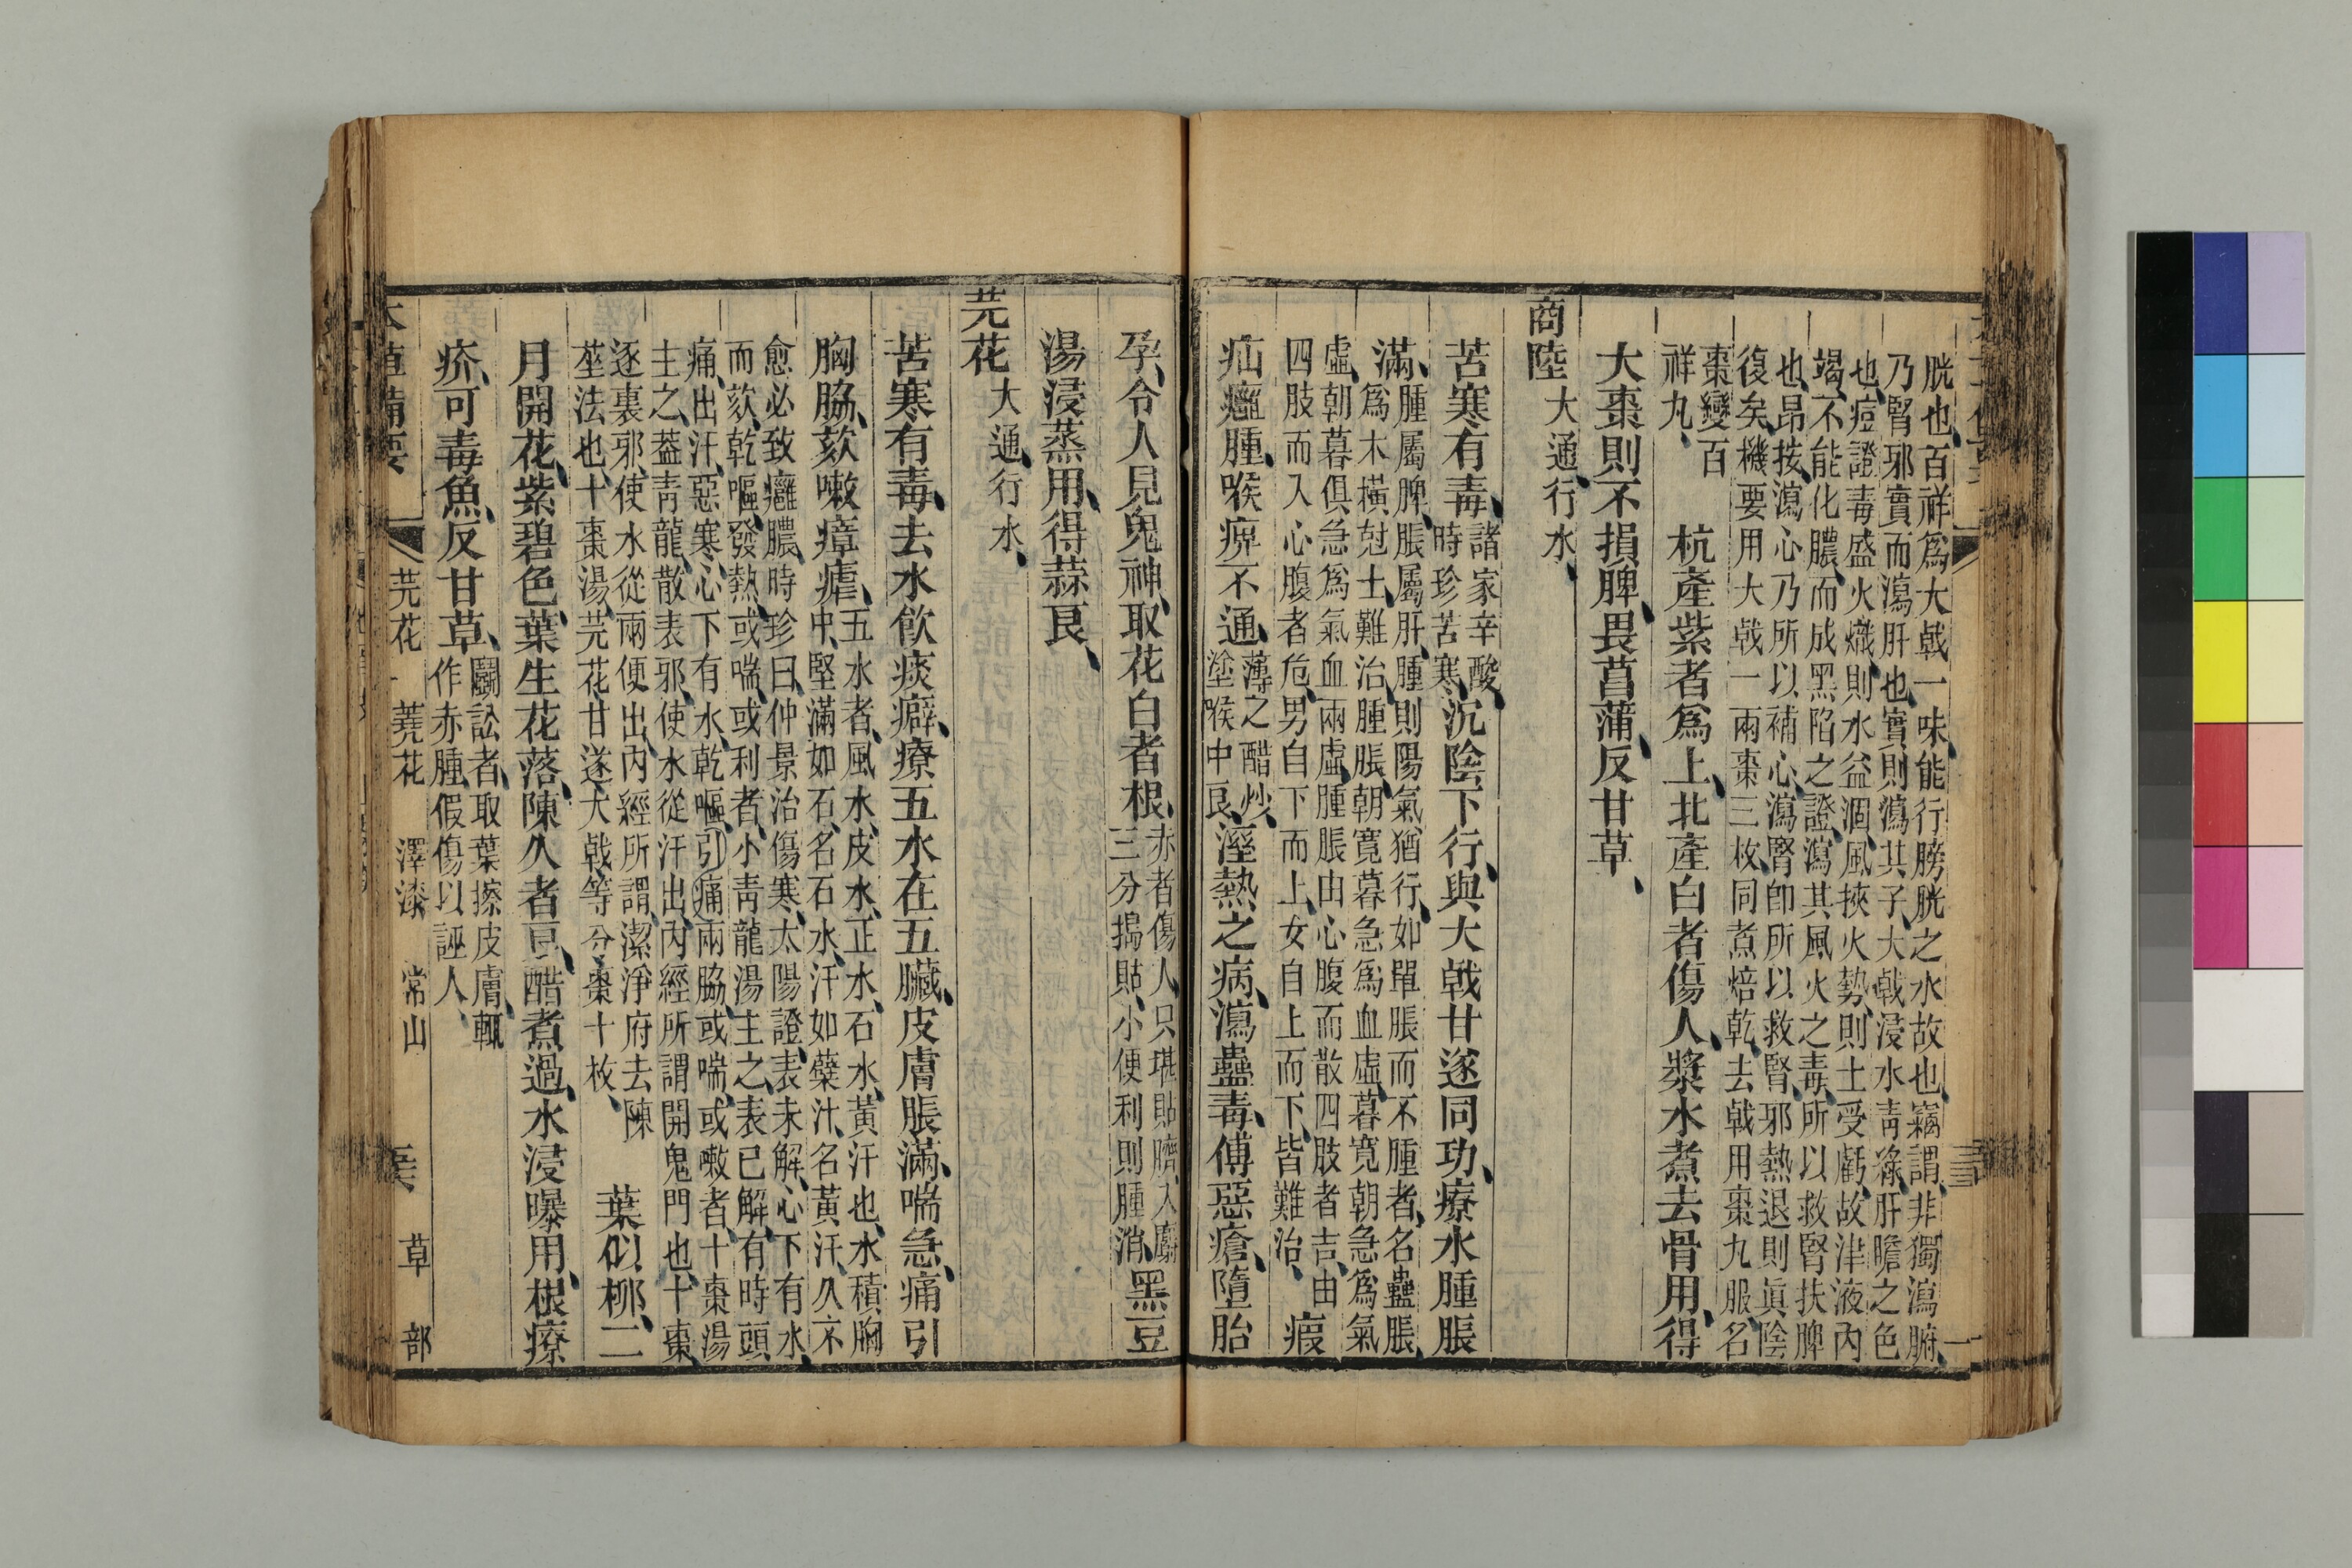 胱也百祥爲大戟一味能行膀胱之水故也竊謂非獨瀉腑
乃腎邪實而瀉肝也實則瀉其子大戟浸水青綠肝瞻之色
也痘證毒盛火熾則水益涸風挾火勢則土受虧故津液內
竭不能化膿而成黑陷之證瀉其風火之毒所以救腎扶脾
也昂按瀉心乃所以補心瀉腎卽所以救腎邪熱退則眞陰
復矣機要用大戟一兩棗三枚同煮焙乾去戟用棗丸服名
棗變百
祥丸
杭產紫者爲上北產白者傷人漿水煮去骨用得
大棗則不損脾畏菖蒲反甘草
商陸 大通行水
苦寒有毒
諸家辛酸
時珍苦寒
沉陰下行與大戟甘遂同功療水腫脹
滿
腫屬脾脹屬肝腫則陽氣猶行如單脹而不腫者名蠱脹
爲木橫尅土難治腫脹朝寛暮急爲血虛暮寛朝急爲氣
虛朝暮俱急爲氣血兩虛腫脹由心腹而散四肢者吉由
四肢而入心腹者危男自下而上女自上而下皆難治
瘕
疝癰腫喉痺不通
薄之醋炒
塗喉中良
溼熱之病瀉蠱毒傅惡瘡墮胎
孕令人見鬼神取花白者根
赤者傷人只堪貼臍入麝
三分搗貼小便利則腫消
黑豆
湯浸蒸用得蒜良
芫花 大通行水
苦寒有毒去水飮痰癖療五水在五臟皮膚脹滿喘急痛引
胸脇欬嗽瘴瘧
五水者風水皮水正水石水黃汗也水積胸
中堅滿如石名石水汗如蘗汁名黃汗久不
愈必致癰膿時珍曰仲景治傷寒太陽證表未解心下有水
而欬乾嘔發熱或喘或利者小青龍湯主之表已解有時頭
痛出汗惡寒心下有水乾嘔引痛兩脇或喘或嗽者十棗湯
主之葢青龍散表邪使水從汗出內經所謂開鬼門也十棗
逐裏邪使水從兩便出內經所謂潔淨府去陳
莝法也十棗湯芫花甘遂大戟等分棗十枚
葉似柳二
月開花紫碧色葉生花落陳久者良醋煮過水浸曝用根療
疥可毒魚反甘草
鬭訟者取葉擦皮膚輒
作赤腫假傷以誣人
本草備要 芫花 蕘花 澤漆 常山 草部